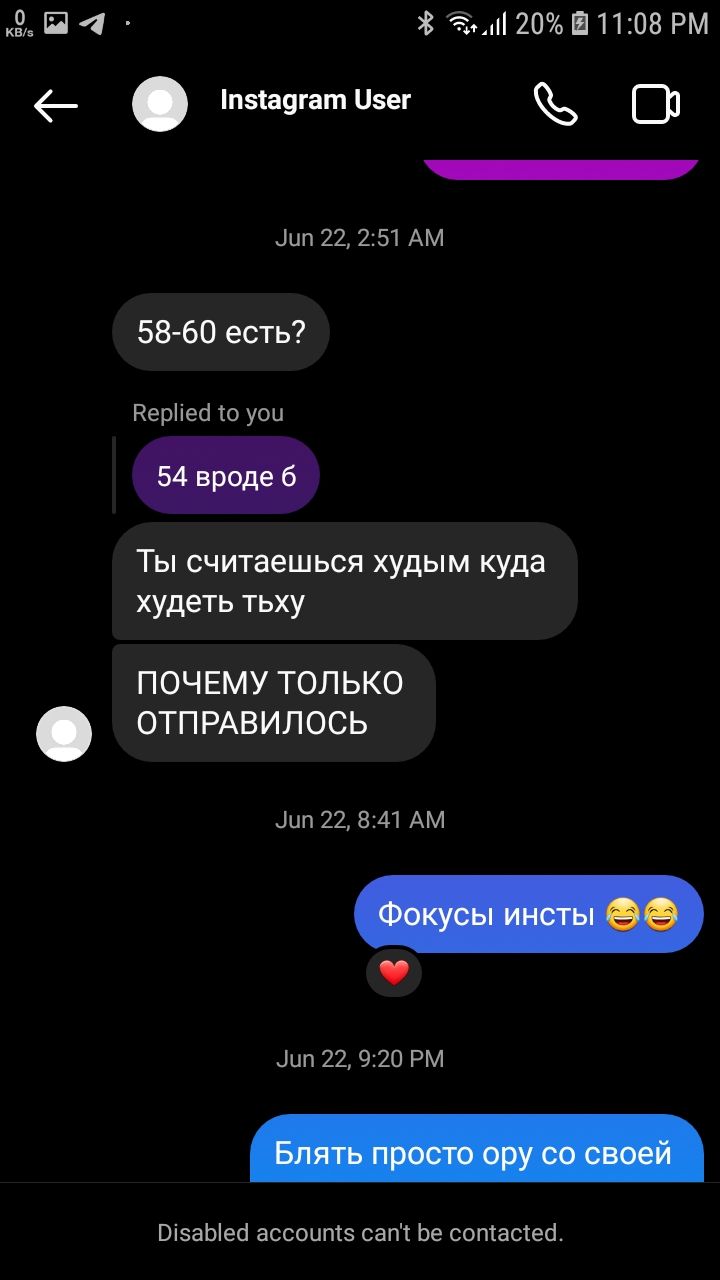 0
KB/s
20%
11:08 PM
Instagram User
Jun 22, 2:51 AM
58-60 есть?
Replied to you
54 вроде б
Ты считаешься худым куда
худеть тьху
ПОЧЕМУ ТОЛЬКО
ОТПРАВИЛОСЬ
Jun 22, 8:41 AM
Фокусы инсты 😂😂
❤️
Jun 22, 9:20 PM
Блять просто ору со своей
Disabled accounts can't be contacted.